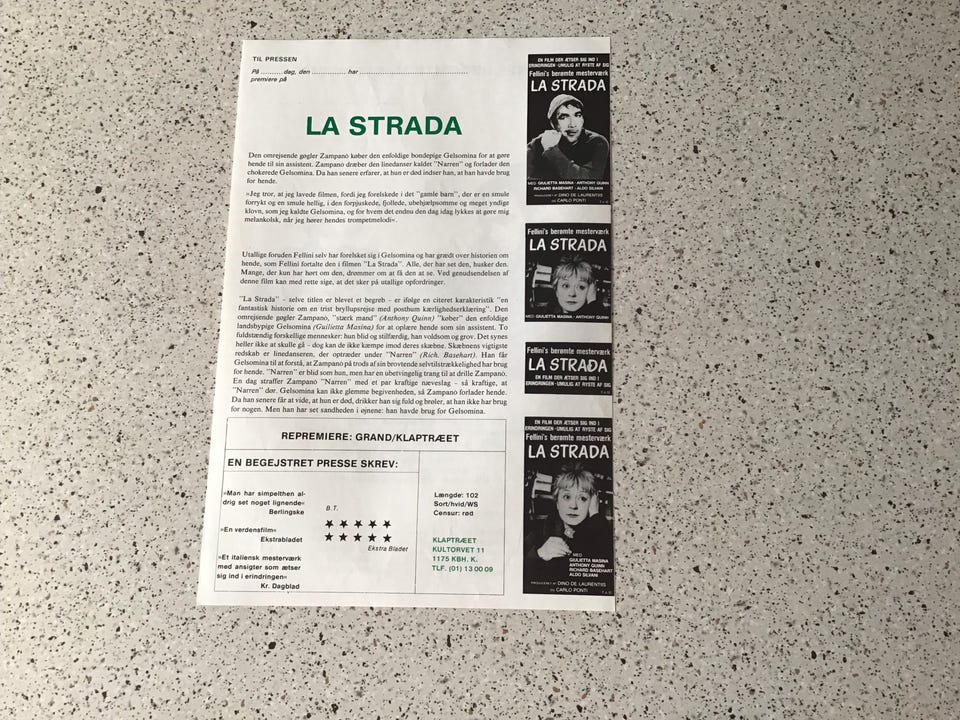 TIL PRESSEN
På ........dag, den ............ har ......................................
premiere på
LA STRADA
Den omrejsende gøgler Zampanò køber den enfoldige bondepige Gelsomina for at gøre
hende til sin assistent. Zampano dræber den linedanser kaldet "Narren" og forlader den
chokerede Gelsomina. Da han senere erfarer, at hun er død indser han, at han havde brug
for hende.
»Jeg tror, at jeg lavede filmen, fordi jeg forelskede i det "gamle barn", der er en smule
forrykt og en smule hellig, i den forpjuskede, fjollede, ubehjælpsomme og meget yndige
klovn, som jeg kaldte Gelsomina, og for hvem det endnu den dag idag lykkes at gøre mig
melankolsk, når jeg hører hendes trompetmelodi«.
Utallige foruden Fellini selv har forelsket sig i Gelsomina og har grædt over historien om
hende, som Fellini fortalte den i filmen "La Strada". Alle, der har set den, husker den.
Mange, der kun har hørt om den, drømmer om at få den at se. Ved genudsendelsen af
denne film kan med rette sige, at det sker på utallige opfordringer.
"La Strada" - selve titlen er blevet et begreb - er ifølge en citeret karakteristik "en
fantastisk historie om en trist bryllupsrejse med posthum kærlighedserklæring". Den
omrejsende gøgler Zampanò, "stærk mand" (Anthony Quinn) "køber" den enfoldige
landsbypige Gelsomina (Guilietta Masina) for at oplære hende som sin assistent. To
fuldstændig forskellige mennesker: hun blid og stilfærdig, han voldsom og grov. Det synes
heller ikke at skulle gå - dog kan de ikke kæmpe imod deres skæbne. Skæbnens vigtigste
redskab er linedanseren, der optræder under "Narren" (Rich. Basehart). Han får
Gelsomina til at forstå, at Zampano på trods af sin brovtende selvtilstrækkelighed har brug
for hende. "Narren" er blid som hun, men har en ubetvingelig trang til at drille Zampano.
En dag straffer Zampano "Narren" med et par kraftige næveslag - så kraftige, at
"Narren" dør. Gelsomina kan ikke glemme begivenheden, så Zampano forlader hende.
Da han senere får at vide, at hun er død, drikker han sig fuld og brøler, at han ikke har brug
for nogen. Men han har set sandheden i øjnene: han havde brug for Gelsomina.
REPREMIERE: GRAND/KLAPTRÆET
EN BEGEJSTRET PRESSE SKREV:
»Man har simpelthen al-
drig set noget lignende«
Berlingske
»En verdensfilm«
Ekstrabladet
»Et italiensk mesterværk
med ansigter som ætser
sig ind i erindringen«
Kr. Dagblad
B.T.
★★★★★
★★★★★
Ekstra Bladet
Længde: 102
Sort/hvid/WS
Censur: rød
KLAPTRÆET
KULTORVET 11
1175 KBH. K.
TLF. (01) 13 00 09
EN FILM DER ÆTSER SIG IND I
ERINDRINGEN - UMULIG AT RYSTE AF SIG
Fellini's berømte mesterværk
LA STRADA
MED GIULIETTA MASINA - ANTHONY QUINN
RICHARD BASEHART - ALDO SILVANI
PRODUCERET AF DINO DE LAURENTIIS
OG CARLO PONTI
Fellini's berømte mesterværk
LA STRADA
MED GIULIETTA MASINA - ANTHONY QUINN
Fellini's berømte mesterværk
LA STRADA
EN FILM DER ÆTSER SIG IND I
ERINDRINGEN - UMULIG AT RYSTE AF SIG
EN FILM DER ÆTSER SIG IND I
ERINDRINGEN - UMULIG AT RYSTE AF SIG
Fellini's berømte mesterværk
LA STRADA
MED
GIULIETTA MASINA
ANTHONY QUINN
RICHARD BASEHART
ALDO SILVANI
PRODUCERET AF DINO DE LAURENTIIS
OG CARLO PONTI